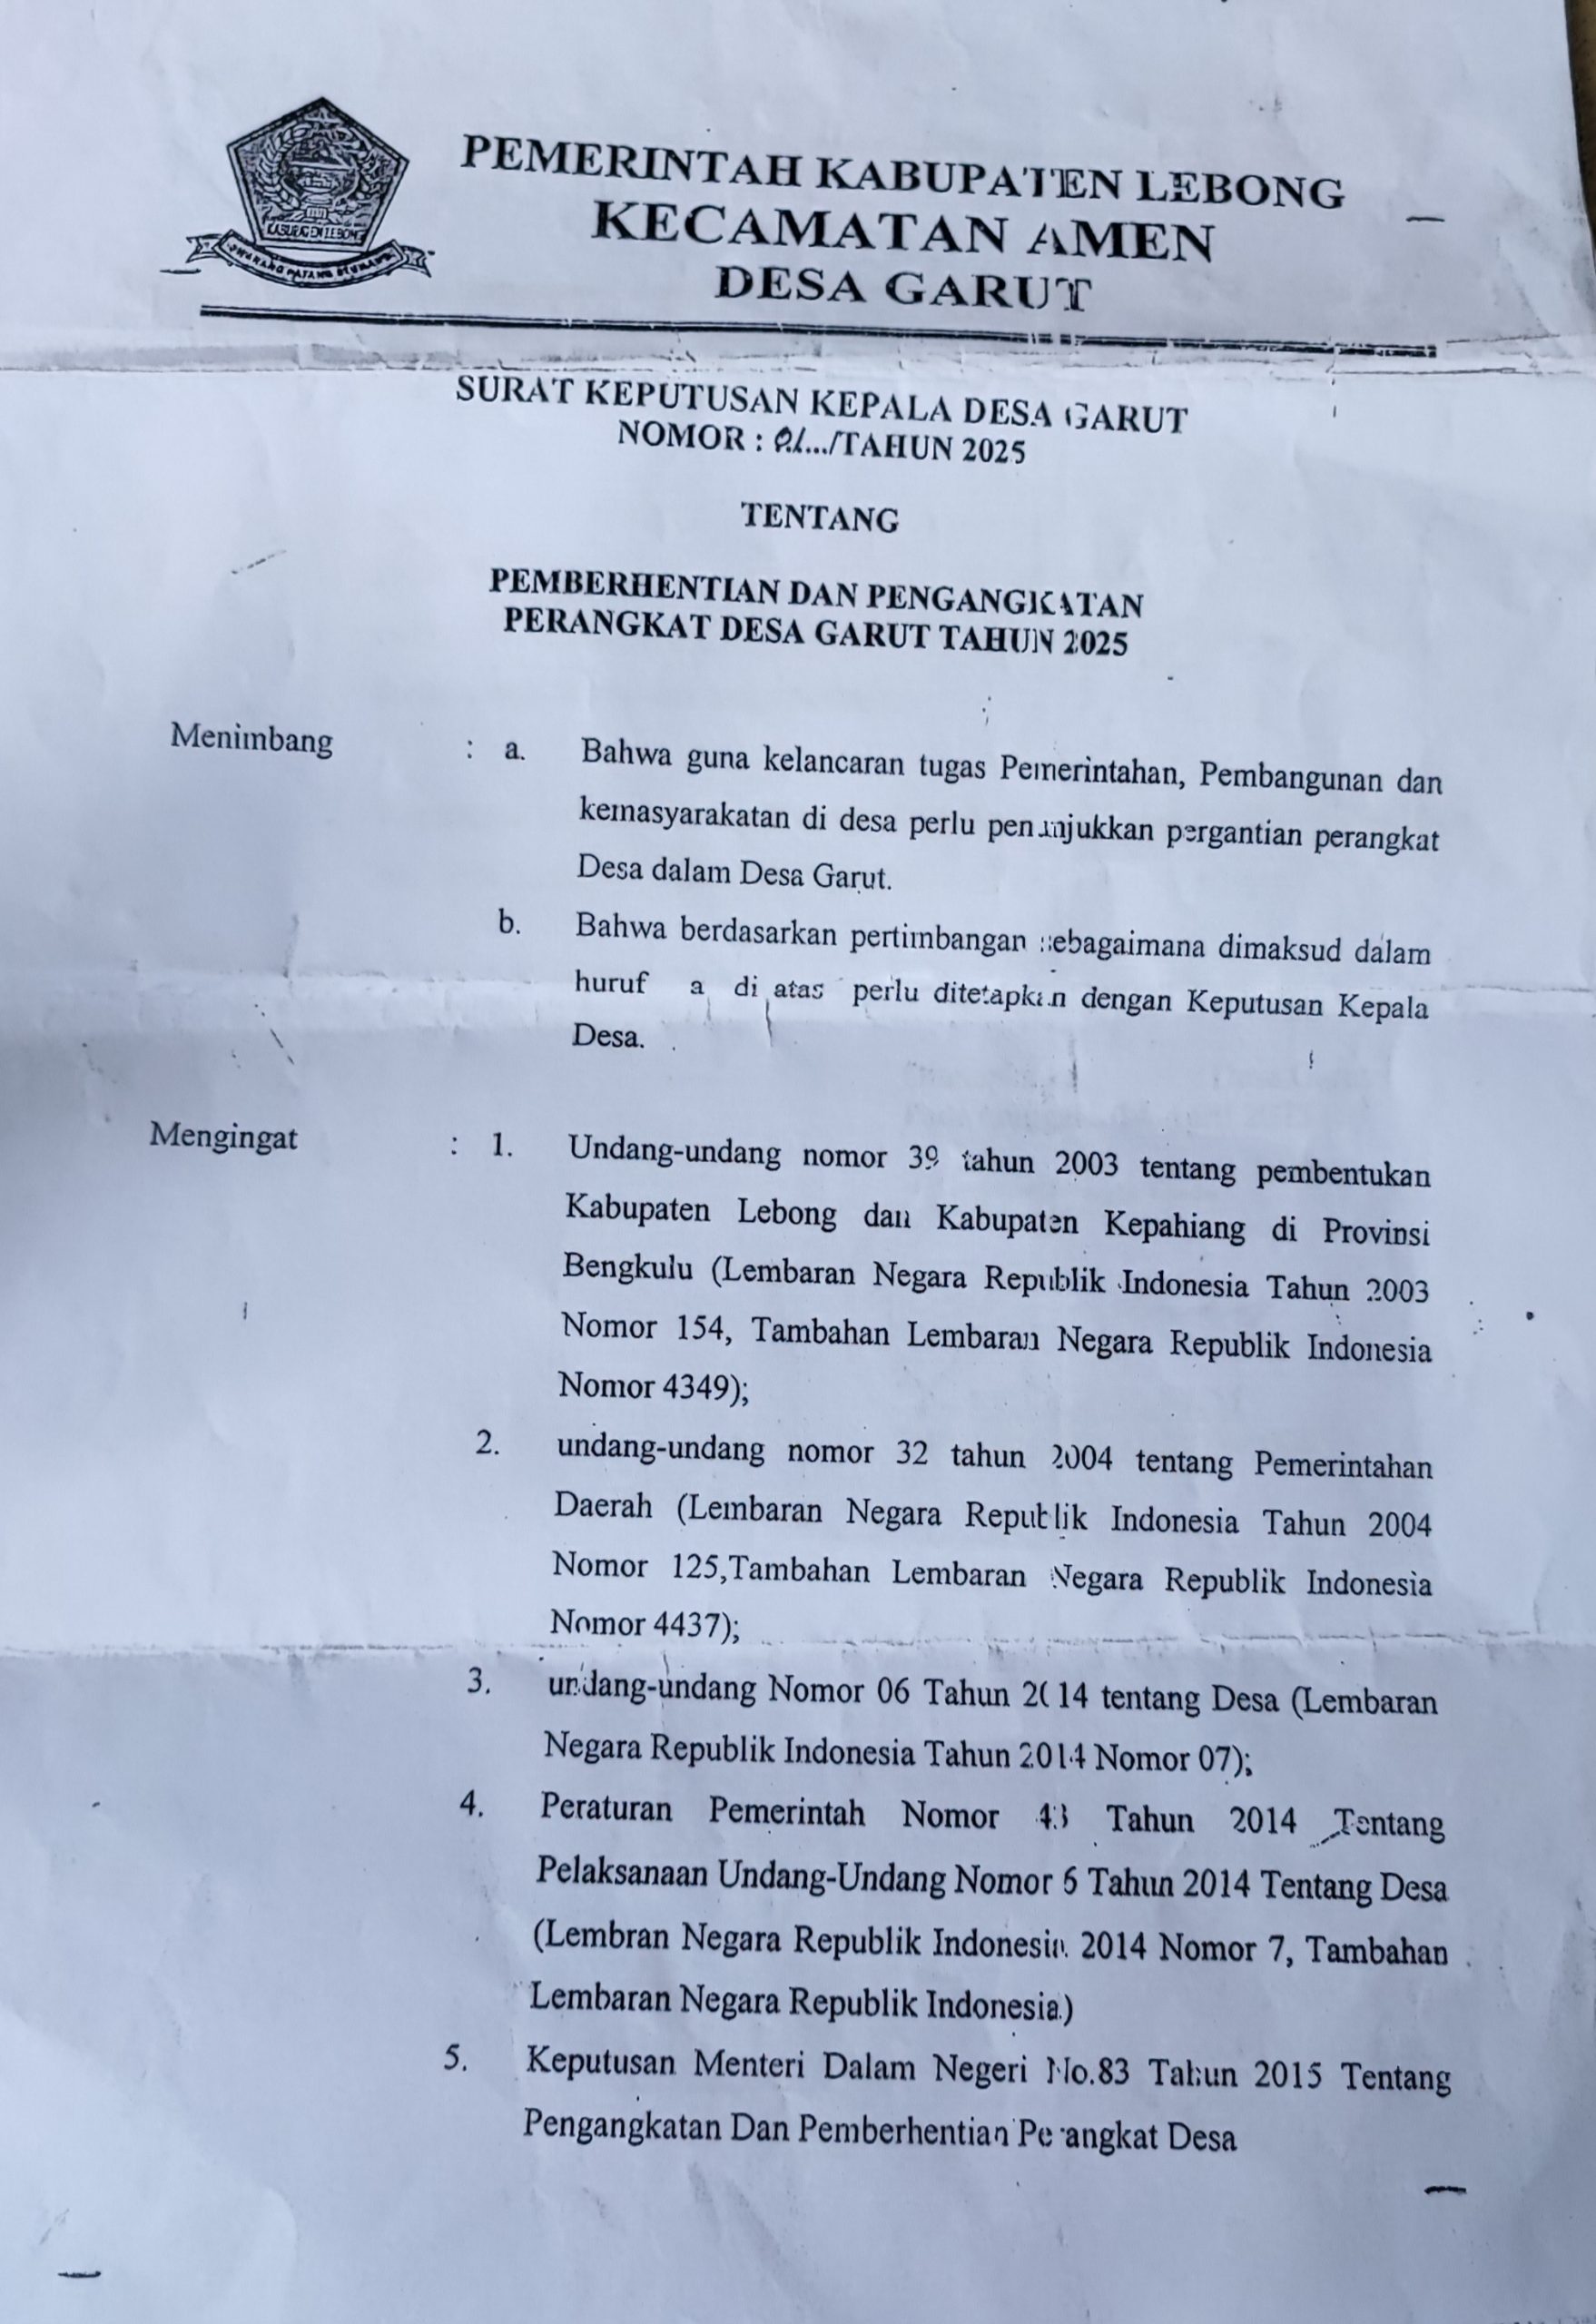 PEMERINTAH KABUPATEN LEBONG
KECAMATAN AMEN
DESA GARUT
KABUPATEN LEBONG
SURAT KEPUTUSAN KEPALA DESA GARUT
NOMOR : 01.../TAHUN 2025
TENTANG
PEMBERHENTIAN DAN PENGANGKATAN
PERANGKAT DESA GARUT TAHUN 2025
Menimbang : a. Bahwa guna kelancaran tugas Pemerintahan, Pembangunan dan
kemasyarakatan di desa perlu penunjukkan pergantian perangkat
Desa dalam Desa Garut.
b. Bahwa berdasarkan pertimbangan sebagaimana dimaksud dalam
huruf a di atas perlu ditetapkan dengan Keputusan Kepala
Desa.
Mengingat : 1. Undang-undang nomor 39 tahun 2003 tentang pembentukan
Kabupaten Lebong dan Kabupaten Kepahiang di Provinsi
Bengkulu (Lembaran Negara Republik Indonesia Tahun 2003
Nomor 154, Tambahan Lembaran Negara Republik Indonesia
Nomor 4349);
2. undang-undang nomor 32 tahun 2004 tentang Pemerintahan
Daerah (Lembaran Negara Republik Indonesia Tahun 2004
Nomor 125,Tambahan Lembaran Negara Republik Indonesia
Nomor 4437);
3. undang-undang Nomor 06 Tahun 2014 tentang Desa (Lembaran
Negara Republik Indonesia Tahun 2014 Nomor 07);
4. Peraturan Pemerintah Nomor 43 Tahun 2014 Tentang
Pelaksanaan Undang-Undang Nomor 6 Tahun 2014 Tentang Desa
(Lembran Negara Republik Indonesia 2014 Nomor 7, Tambahan
Lembaran Negara Republik Indonesia)
5. Keputusan Menteri Dalam Negeri No.83 Tahun 2015 Tentang
Pengangkatan Dan Pemberhentian Perangkat Desa